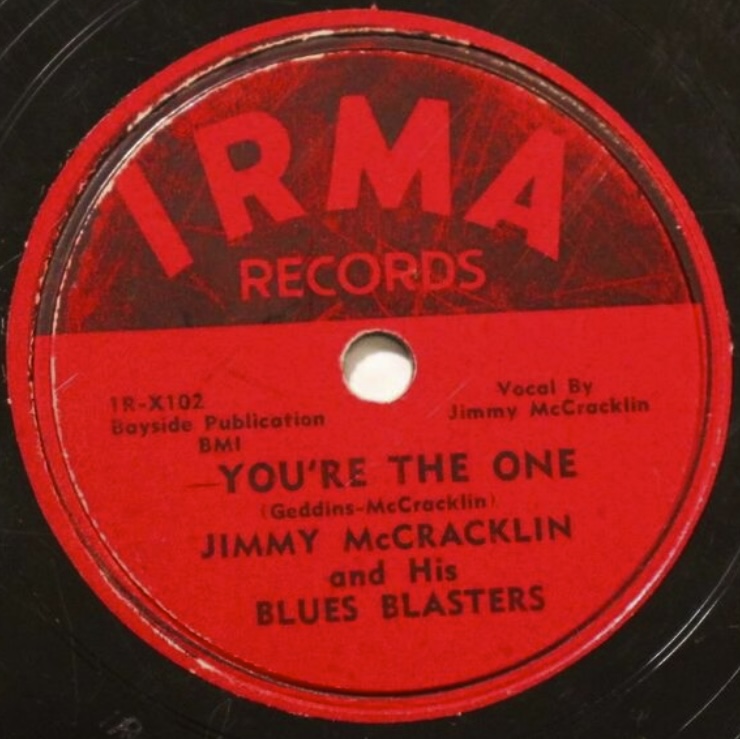 IRMA
RECORDS
IR-X102
Bayside Publication
BMI
Vocal By
Jimmy McCracklin
YOU'RE THE ONE
(Geddins-McCracklin)
JIMMY McCRACKLIN
and His
BLUES BLASTERS